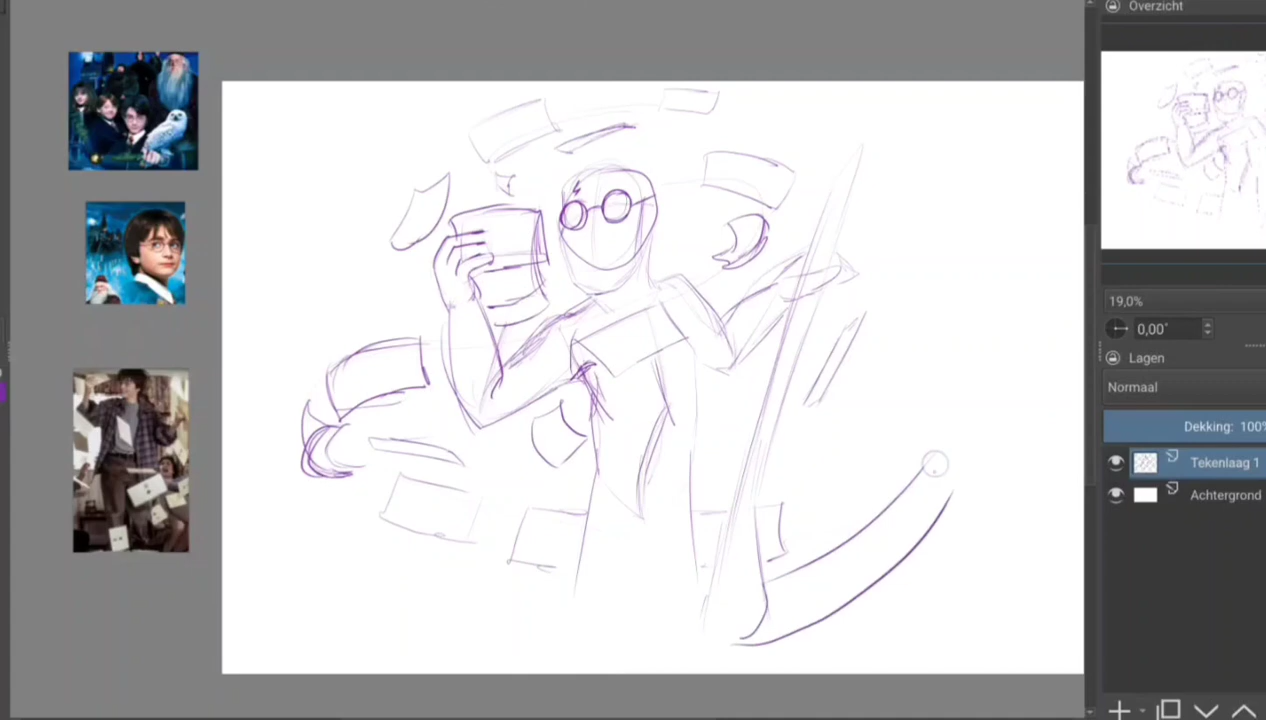 Overzicht
19,0%
0,00°
Lagen
Normaal
Dekking: 100%
Tekenlaag 1
Achtergrond